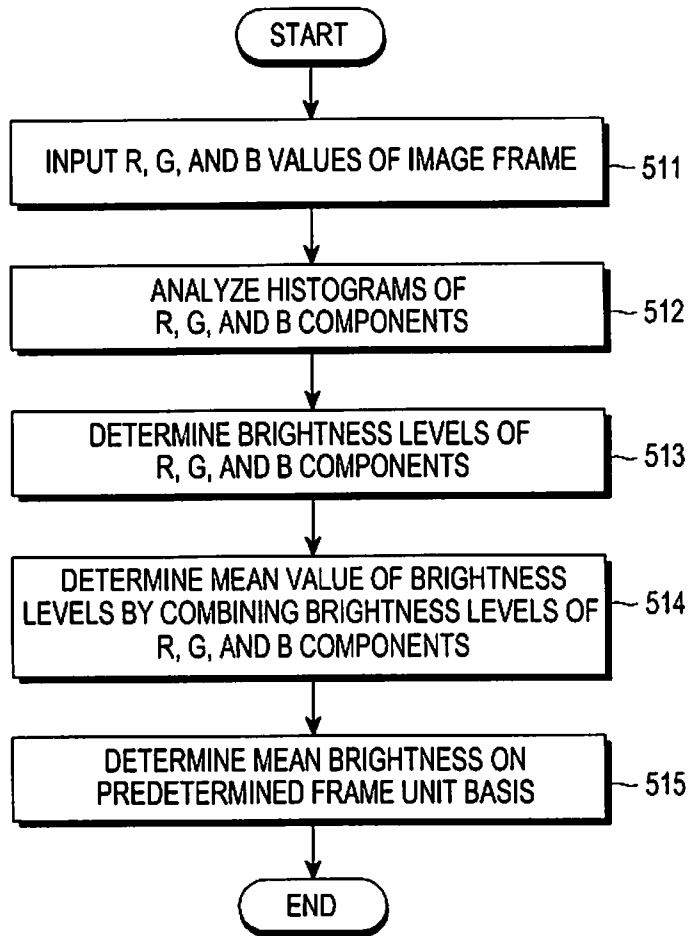 START
INPUT R, G, AND B VALUES OF IMAGE FRAME
511
ANALYZE HISTOGRAMS OF
R, G, AND B COMPONENTS
512
DETERMINE BRIGHTNESS LEVELS OF
R, G, AND B COMPONENTS
513
DETERMINE MEAN VALUE OF BRIGHTNESS
LEVELS BY COMBINING BRIGHTNESS LEVELS OF
R, G, AND B COMPONENTS
514
DETERMINE MEAN BRIGHTNESS ON
PREDETERMINED FRAME UNIT BASIS
515
END